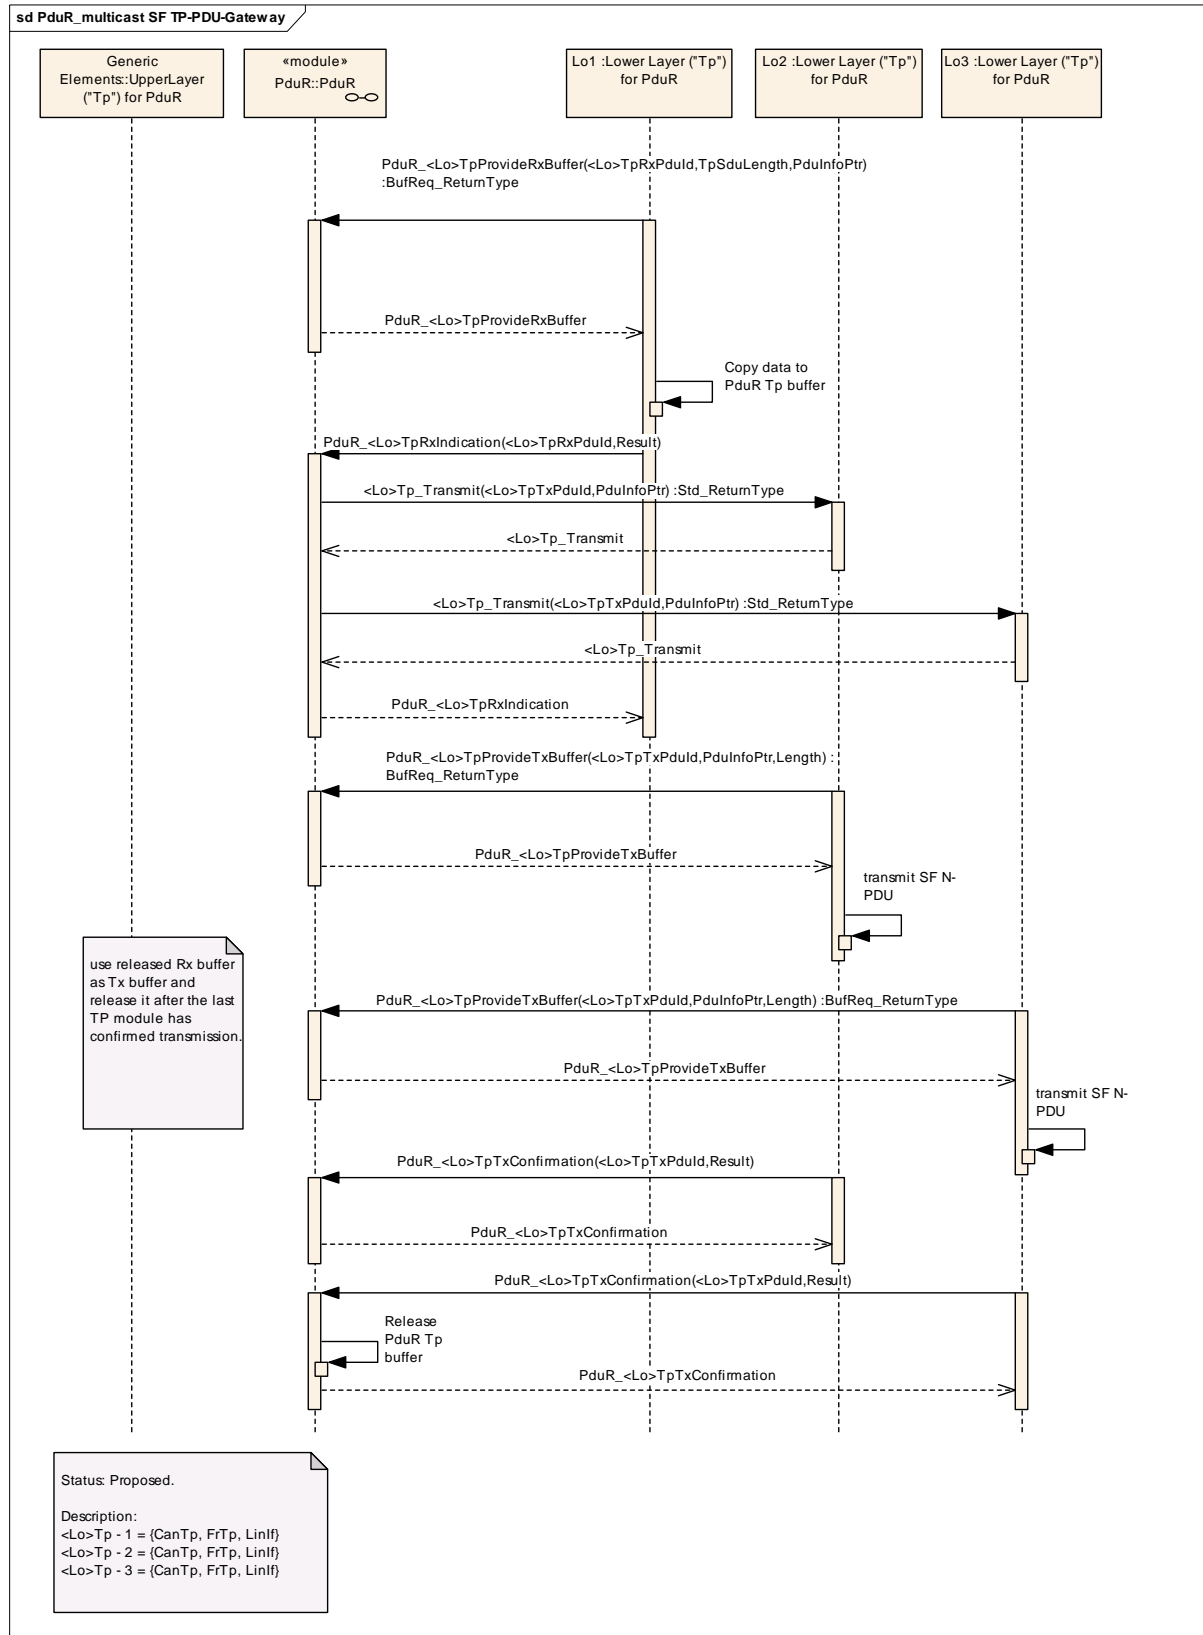 sd PduR_multicast SF TP-PDU-Gateway
Generic
Elements::UpperLayer
("Tp") for PduR
«module»
PduR::PduR
Lo1 :Lower Layer ("Tp")
for PduR
Lo2 :Lower Layer ("Tp")
for PduR
Lo3 :Lower Layer ("Tp")
for PduR
PduR_<Lo>TpProvideRxBuffer(<Lo>TpRxPduId,TpSduLength,PduInfoPtr)
:BufReq_ReturnType
PduR_<Lo>TpProvideRxBuffer
Copy data to
PduR Tp buffer
PduR_<Lo>TpRxIndication(<Lo>TpRxPduId,Result)
<Lo>Tp_Transmit(<Lo>TpTxPduId,PduInfoPtr) :Std_ReturnType
<Lo>Tp_Transmit
<Lo>Tp_Transmit(<Lo>TpTxPduId,PduInfoPtr) :Std_ReturnType
<Lo>Tp_Transmit
PduR_<Lo>TpRxIndication
PduR_<Lo>TpProvideTxBuffer(<Lo>TpTxPduId,PduInfoPtr,Length) :
BufReq_ReturnType
PduR_<Lo>TpProvideTxBuffer
transmit SF N-
PDU
use released Rx buffer
as Tx buffer and
release it after the last
TP module has
confirmed transmission.
PduR_<Lo>TpProvideTxBuffer(<Lo>TpTxPduId,PduInfoPtr,Length) :BufReq_ReturnType
PduR_<Lo>TpProvideTxBuffer
transmit SF N-
PDU
PduR_<Lo>TpTxConfirmation(<Lo>TpTxPduId,Result)
PduR_<Lo>TpTxConfirmation
PduR_<Lo>TpTxConfirmation(<Lo>TpTxPduId,Result)
Release
PduR Tp
buffer
PduR_<Lo>TpTxConfirmation
Status: Proposed.
Description:
<Lo>Tp - 1 = {CanTp, FrTp, LinIf}
<Lo>Tp - 2 = {CanTp, FrTp, LinIf}
<Lo>Tp - 3 = {CanTp, FrTp, LinIf}